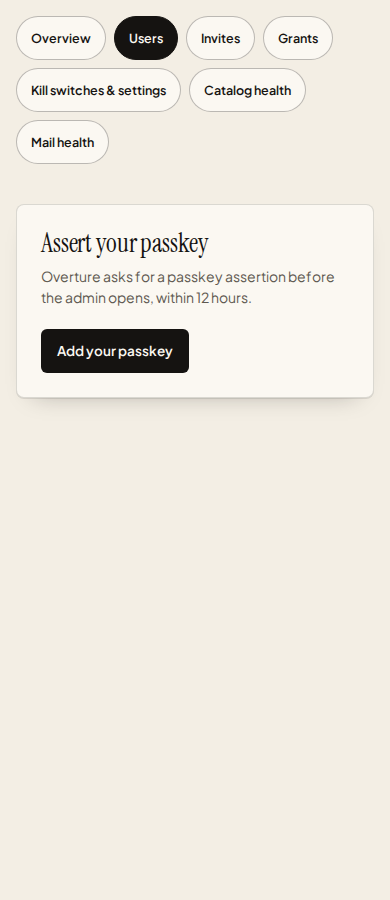 Overview
Users
Invites
Grants
Kill switches & settings
Catalog health
Mail health
Assert your passkey
Overture asks for a passkey assertion before
the admin opens, within 12 hours.
Add your passkey